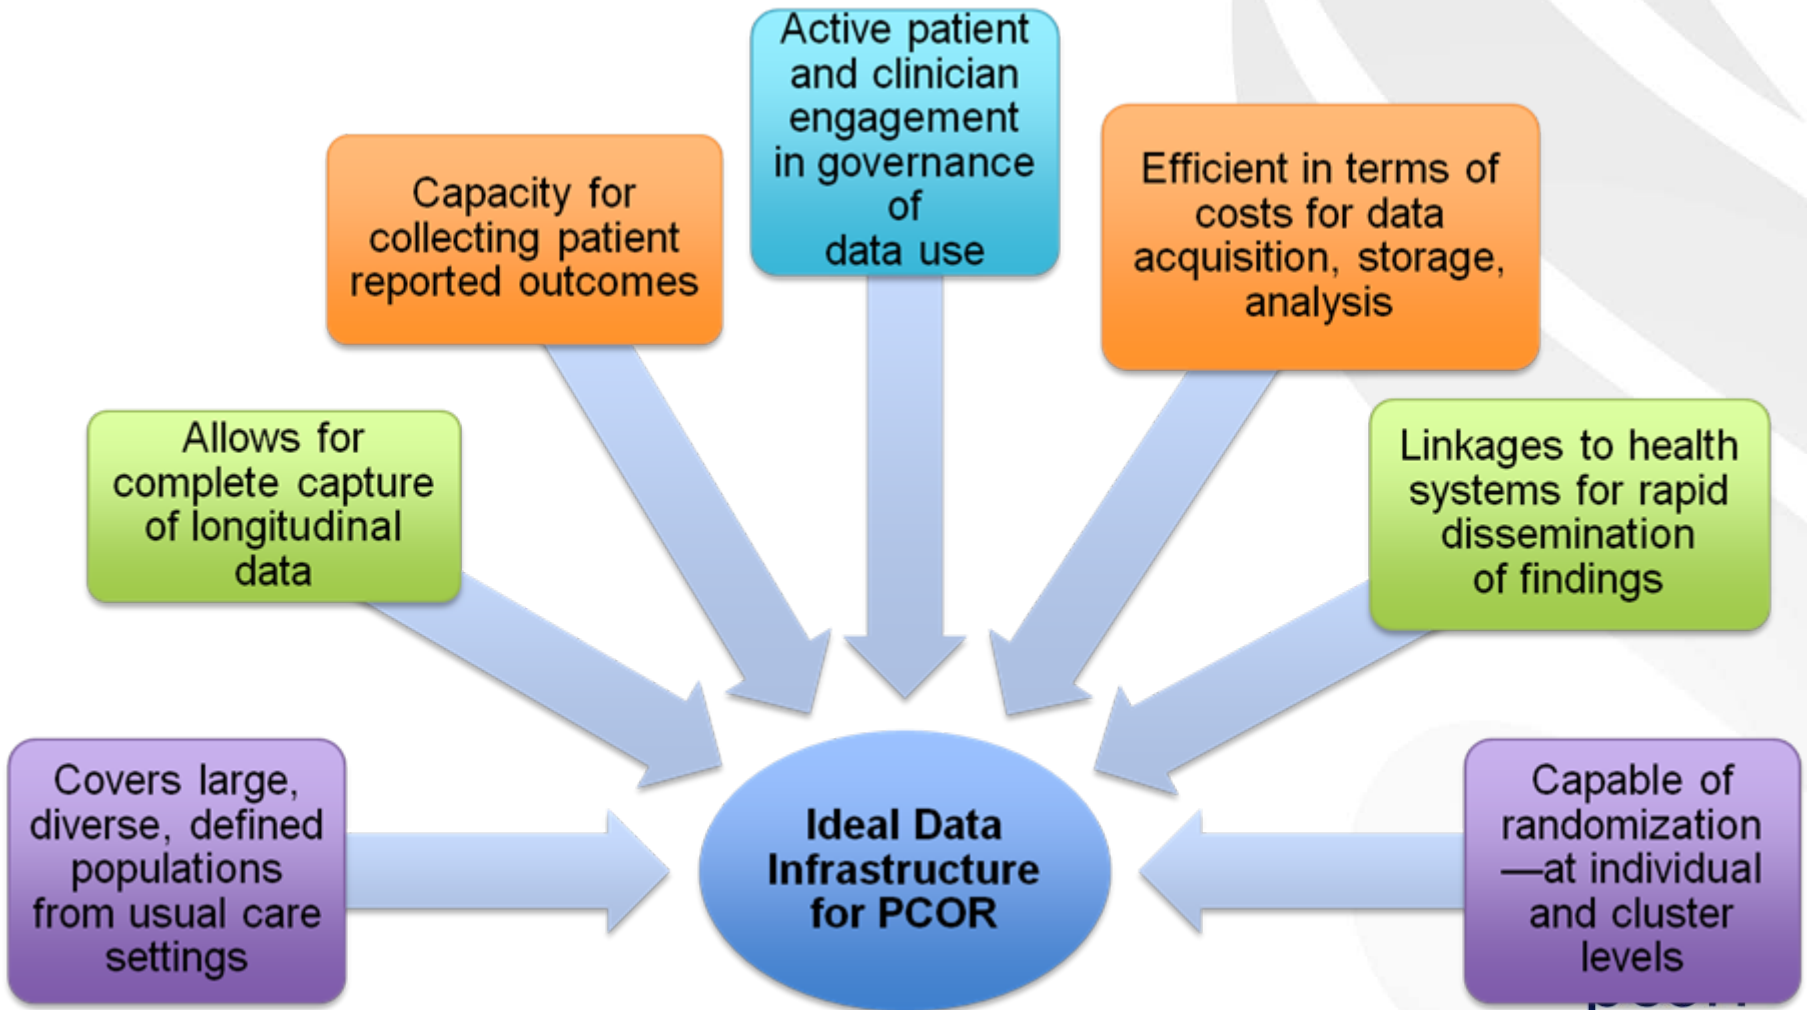 Active patient
and clinician
engagement
in governance
of
data use
Capacity for
collecting patient
reported outcomes
Efficient in terms of
costs for data
acquisition, storage,
analysis
Allows for
complete capture
of longitudinal
data
Linkages to health
systems for rapid
dissemination
of findings
Covers large,
diverse, defined
populations
from usual care
settings
Ideal Data
Infrastructure
for PCOR
Capable of
randomization
—at individual
and cluster
levels